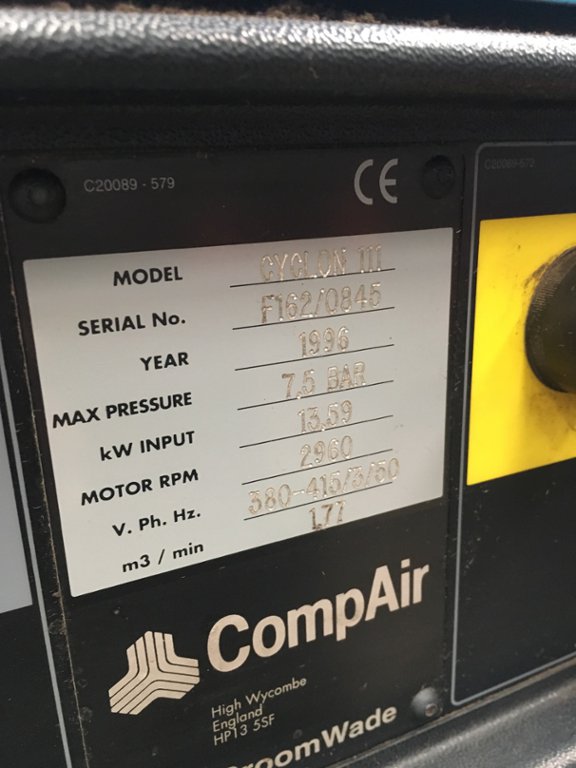 C20089 - 579
CE
C20089-579
MODEL CYCLON 111
SERIAL No. F162/0845
YEAR 1996
MAX PRESSURE 7,5 BAR
kW INPUT 13,59
MOTOR RPM 2960
V. Ph. Hz. 380-415/3/50
m3 / min 1,77
CompAir
High Wycombe
England
HP13 5SF
BroomWade